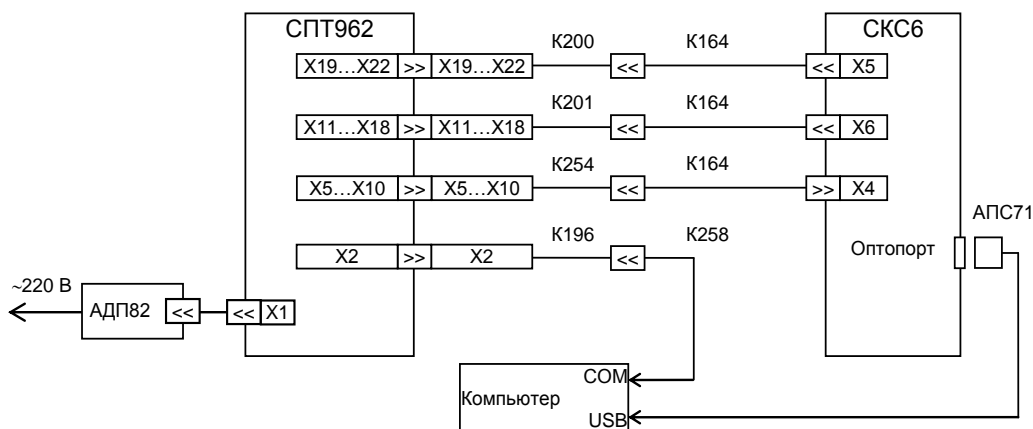 СПТ962
СКС6
К200
К164
X19...X22
>>
X19...X22
<<
<<
X5
К201
К164
X11...X18
>>
X11...X18
<<
<<
X6
К254
К164
X5...X10
>>
X5...X10
<<
>>
X4
АПС71
К196
К258
Оптопорт
X2
>>
X2
<<
~220 В
АДП82
<<
<<
X1
COM
Компьютер
USB